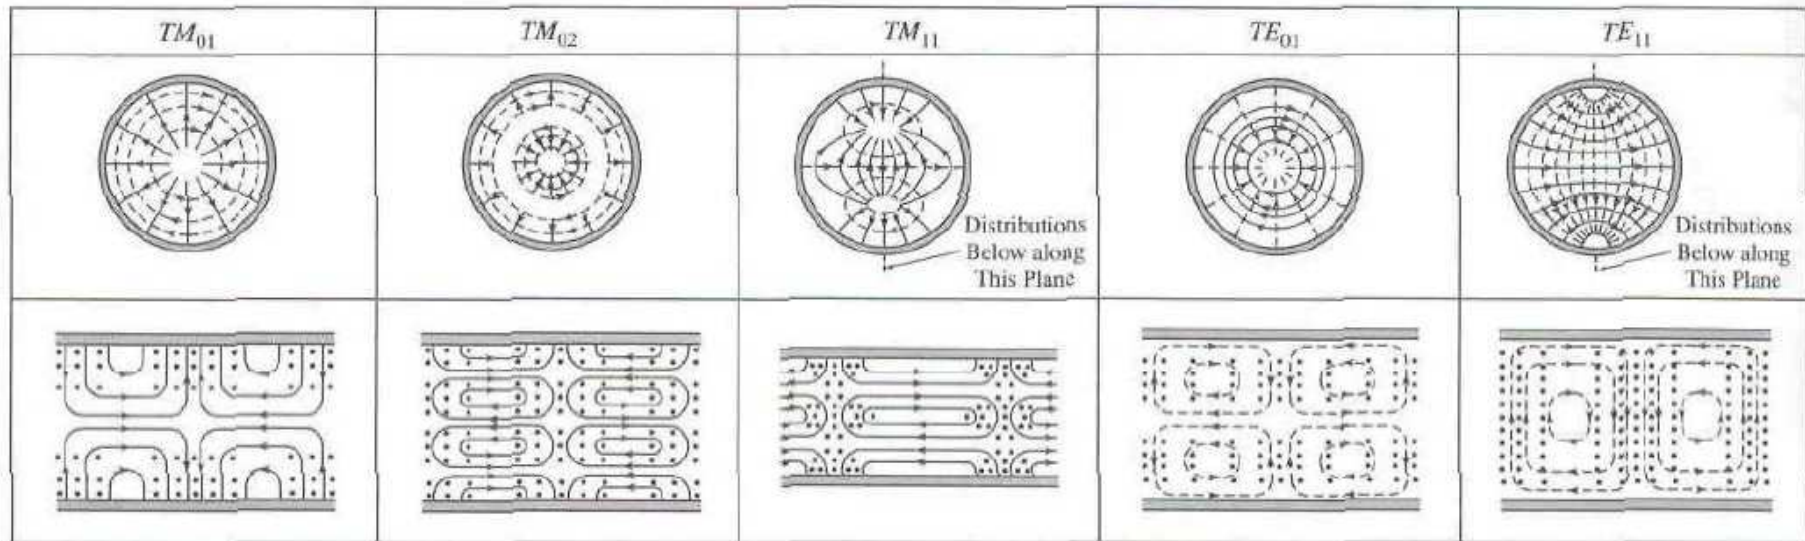 TM01
TM02
TM11
TE01
TE11
Distributions
Below along
This Plane
Distributions
Below along
This Plane